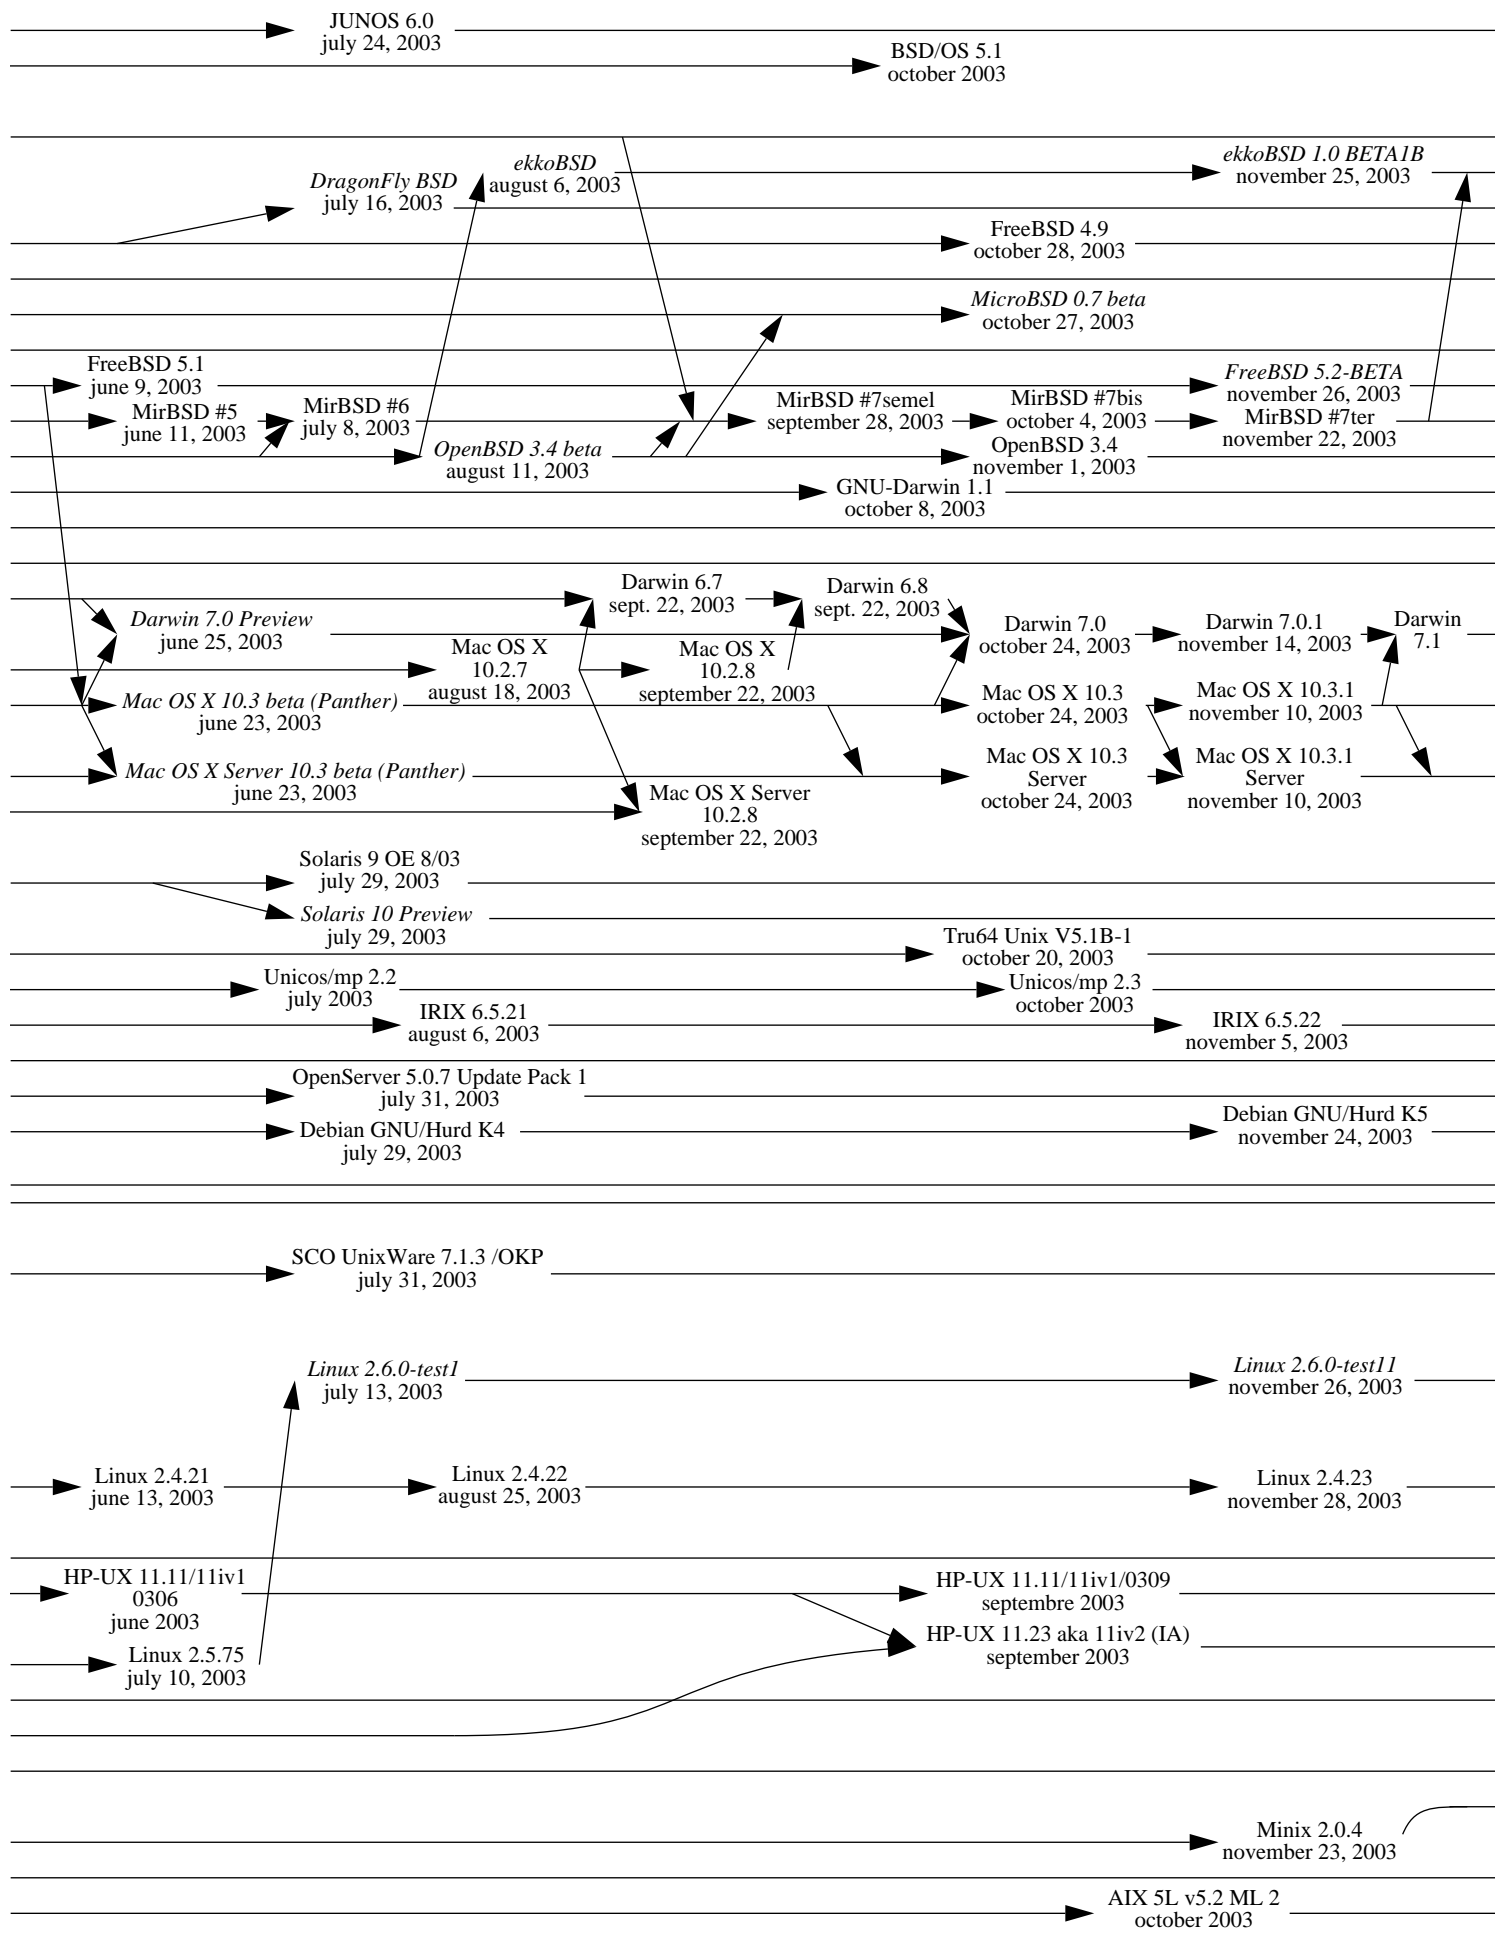 JUNOS 6.0
july 24, 2003
BSD/OS 5.1
october 2003
ekkoBSD
august 6, 2003
ekkoBSD 1.0 BETA1B
november 25, 2003
DragonFly BSD
july 16, 2003
FreeBSD 4.9
october 28, 2003
MicroBSD 0.7 beta
october 27, 2003
FreeBSD 5.1
june 9, 2003
FreeBSD 5.2-BETA
november 26, 2003
MirBSD #5
june 11, 2003
MirBSD #6
july 8, 2003
MirBSD #7semel
september 28, 2003
MirBSD #7bis
october 4, 2003
MirBSD #7ter
november 22, 2003
OpenBSD 3.4 beta
august 11, 2003
OpenBSD 3.4
november 1, 2003
GNU-Darwin 1.1
october 8, 2003
Darwin 6.7
sept. 22, 2003
Darwin 6.8
sept. 22, 2003
Darwin 7.0 Preview
june 25, 2003
Darwin 7.0
october 24, 2003
Darwin 7.0.1
november 14, 2003
Darwin
7.1
Mac OS X
10.2.7
august 18, 2003
Mac OS X
10.2.8
september 22, 2003
Mac OS X 10.3 beta (Panther)
june 23, 2003
Mac OS X 10.3
october 24, 2003
Mac OS X 10.3.1
november 10, 2003
Mac OS X Server 10.3 beta (Panther)
june 23, 2003
Mac OS X 10.3
Server
october 24, 2003
Mac OS X 10.3.1
Server
november 10, 2003
Mac OS X Server
10.2.8
september 22, 2003
Solaris 9 OE 8/03
july 29, 2003
Solaris 10 Preview
july 29, 2003
Tru64 Unix V5.1B-1
october 20, 2003
Unicos/mp 2.2
july 2003
Unicos/mp 2.3
october 2003
IRIX 6.5.21
august 6, 2003
IRIX 6.5.22
november 5, 2003
OpenServer 5.0.7 Update Pack 1
july 31, 2003
Debian GNU/Hurd K4
july 29, 2003
Debian GNU/Hurd K5
november 24, 2003
SCO UnixWare 7.1.3 /OKP
july 31, 2003
Linux 2.6.0-test1
july 13, 2003
Linux 2.6.0-test11
november 26, 2003
Linux 2.4.21
june 13, 2003
Linux 2.4.22
august 25, 2003
Linux 2.4.23
november 28, 2003
HP-UX 11.11/11iv1
0306
june 2003
HP-UX 11.11/11iv1/0309
septembre 2003
HP-UX 11.23 aka 11iv2 (IA)
september 2003
Linux 2.5.75
july 10, 2003
Minix 2.0.4
november 23, 2003
AIX 5L v5.2 ML 2
october 2003